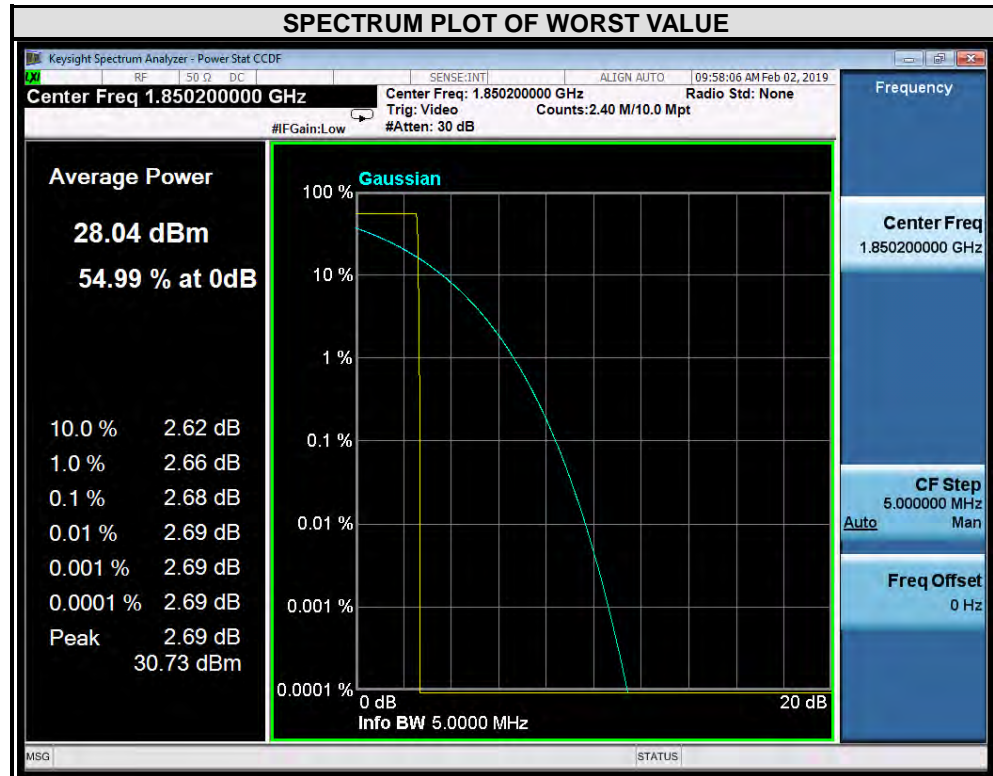 SPECTRUM PLOT OF WORST VALUE
Keysight Spectrum Analyzer - Power Stat CCDF
LXI RF 50 Ω DC SENSE:INT ALIGN AUTO 09:58:06 AM Feb 02, 2019
Center Freq 1.850200000 GHz
Center Freq: 1.850200000 GHz Radio Std: None
Trig: Video Counts:2.40 M/10.0 Mpt
#IFGain:Low #Atten: 30 dB
Frequency
Average Power
28.04 dBm
54.99 % at 0dB
10.0 % 2.62 dB
1.0 % 2.66 dB
0.1 % 2.68 dB
0.01 % 2.69 dB
0.001 % 2.69 dB
0.0001 % 2.69 dB
Peak 2.69 dB
30.73 dBm
Gaussian
100 %
10 %
1 %
0.1 %
0.01 %
0.001 %
0.0001 %
0 dB 20 dB
Info BW 5.0000 MHz
Center Freq
1.850200000 GHz
CF Step
5.000000 MHz
Auto Man
Freq Offset
0 Hz
MSG STATUS